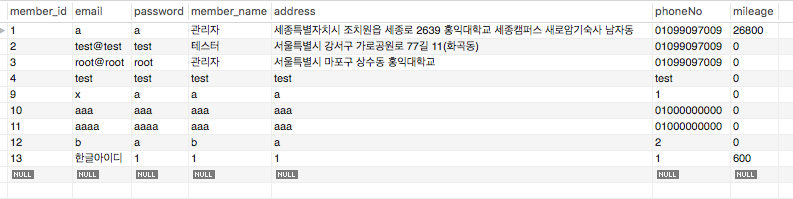 member_id email password member_name address phoneNo mileage
1 a a 관리자 세종특별자치시 조치원읍 세종로 2639 홍익대학교 세종캠퍼스 새로암기숙사 남자동 01099097009 26800
2 test@test test 테스터 서울특별시 강서구 가로공원로 77길 11(화곡동) 01099097009 0
3 root@root root 관리자 서울특별시 마포구 상수동 홍익대학교 01099097009 0
4 test test test test test 0
9 x a a a 1 0
10 aaa aaa aaa aaa 01000000000 0
11 aaaa aaaa aaa aaa 01000000000 0
12 b a b a 2 0
13 한글아이디 1 1 1 1 600
NULL NULL NULL NULL NULL NULL NULL